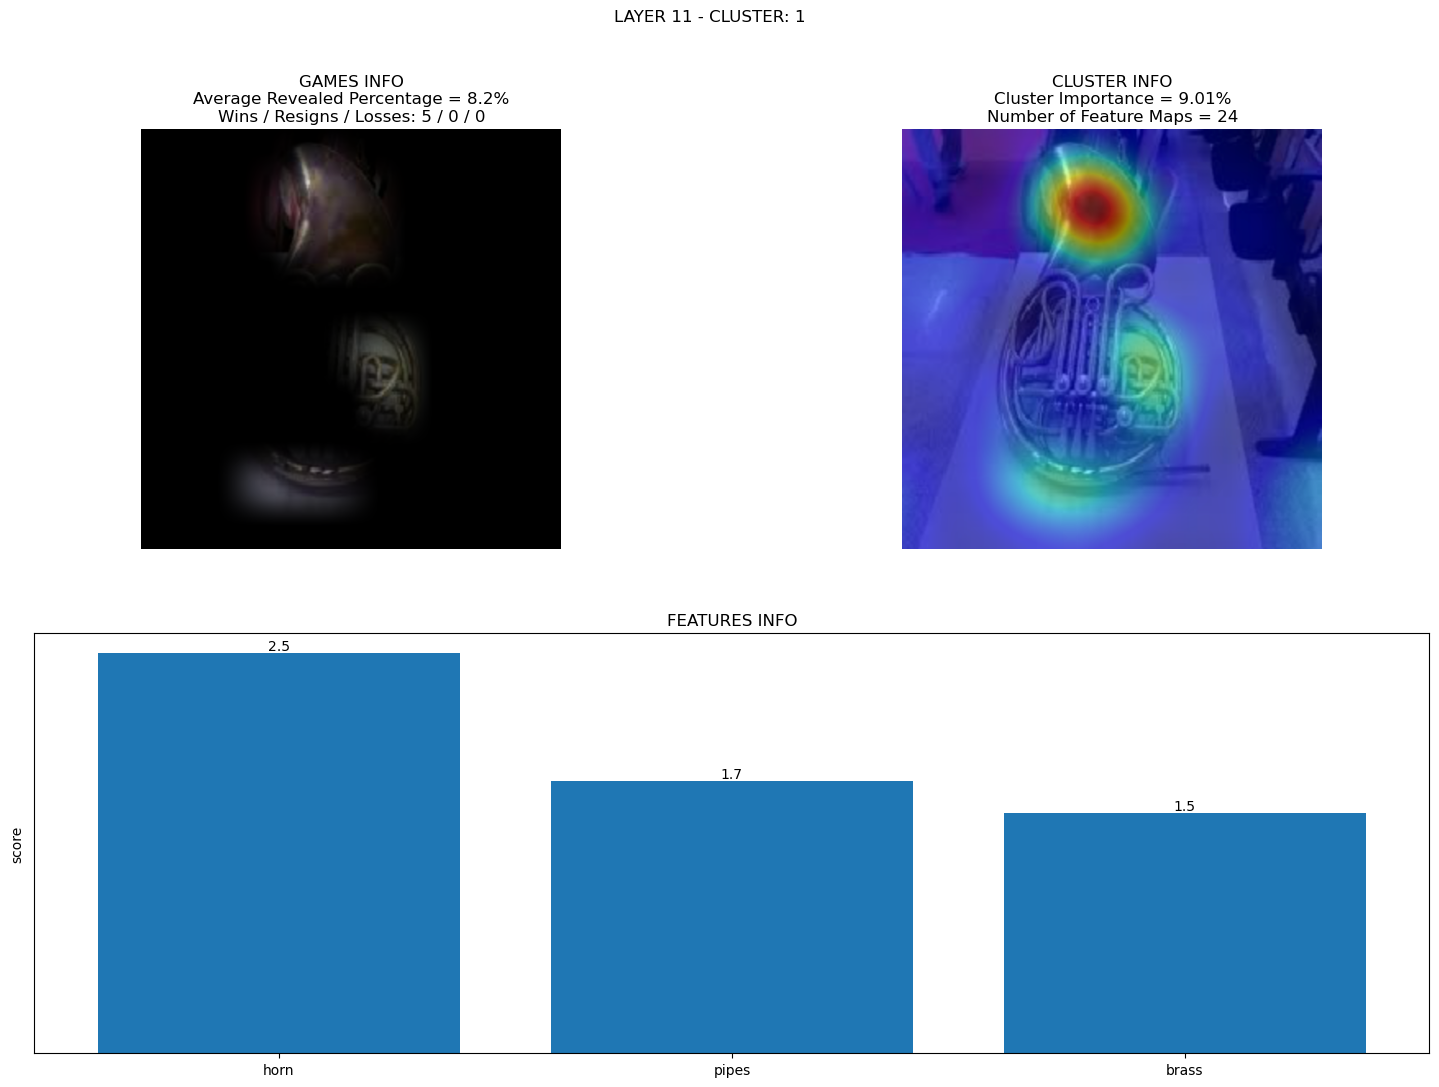 LAYER 11 - CLUSTER: 1
GAMES INFO
Average Revealed Percentage = 8.2%
Wins / Resigns / Losses: 5 / 0 / 0
CLUSTER INFO
Cluster Importance = 9.01%
Number of Feature Maps = 24
FEATURES INFO
score
2.5
1.7
1.5
horn
pipes
brass